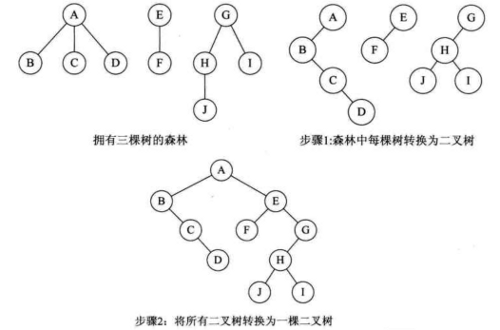 A E G A E G
B C D F H I B F H
J C J I
D
拥有三棵树的森林 步骤1:森林中每棵树转换为二叉树
A
B E
C F G
D H
J I
步骤2：将所有二叉树转换为一棵二叉树